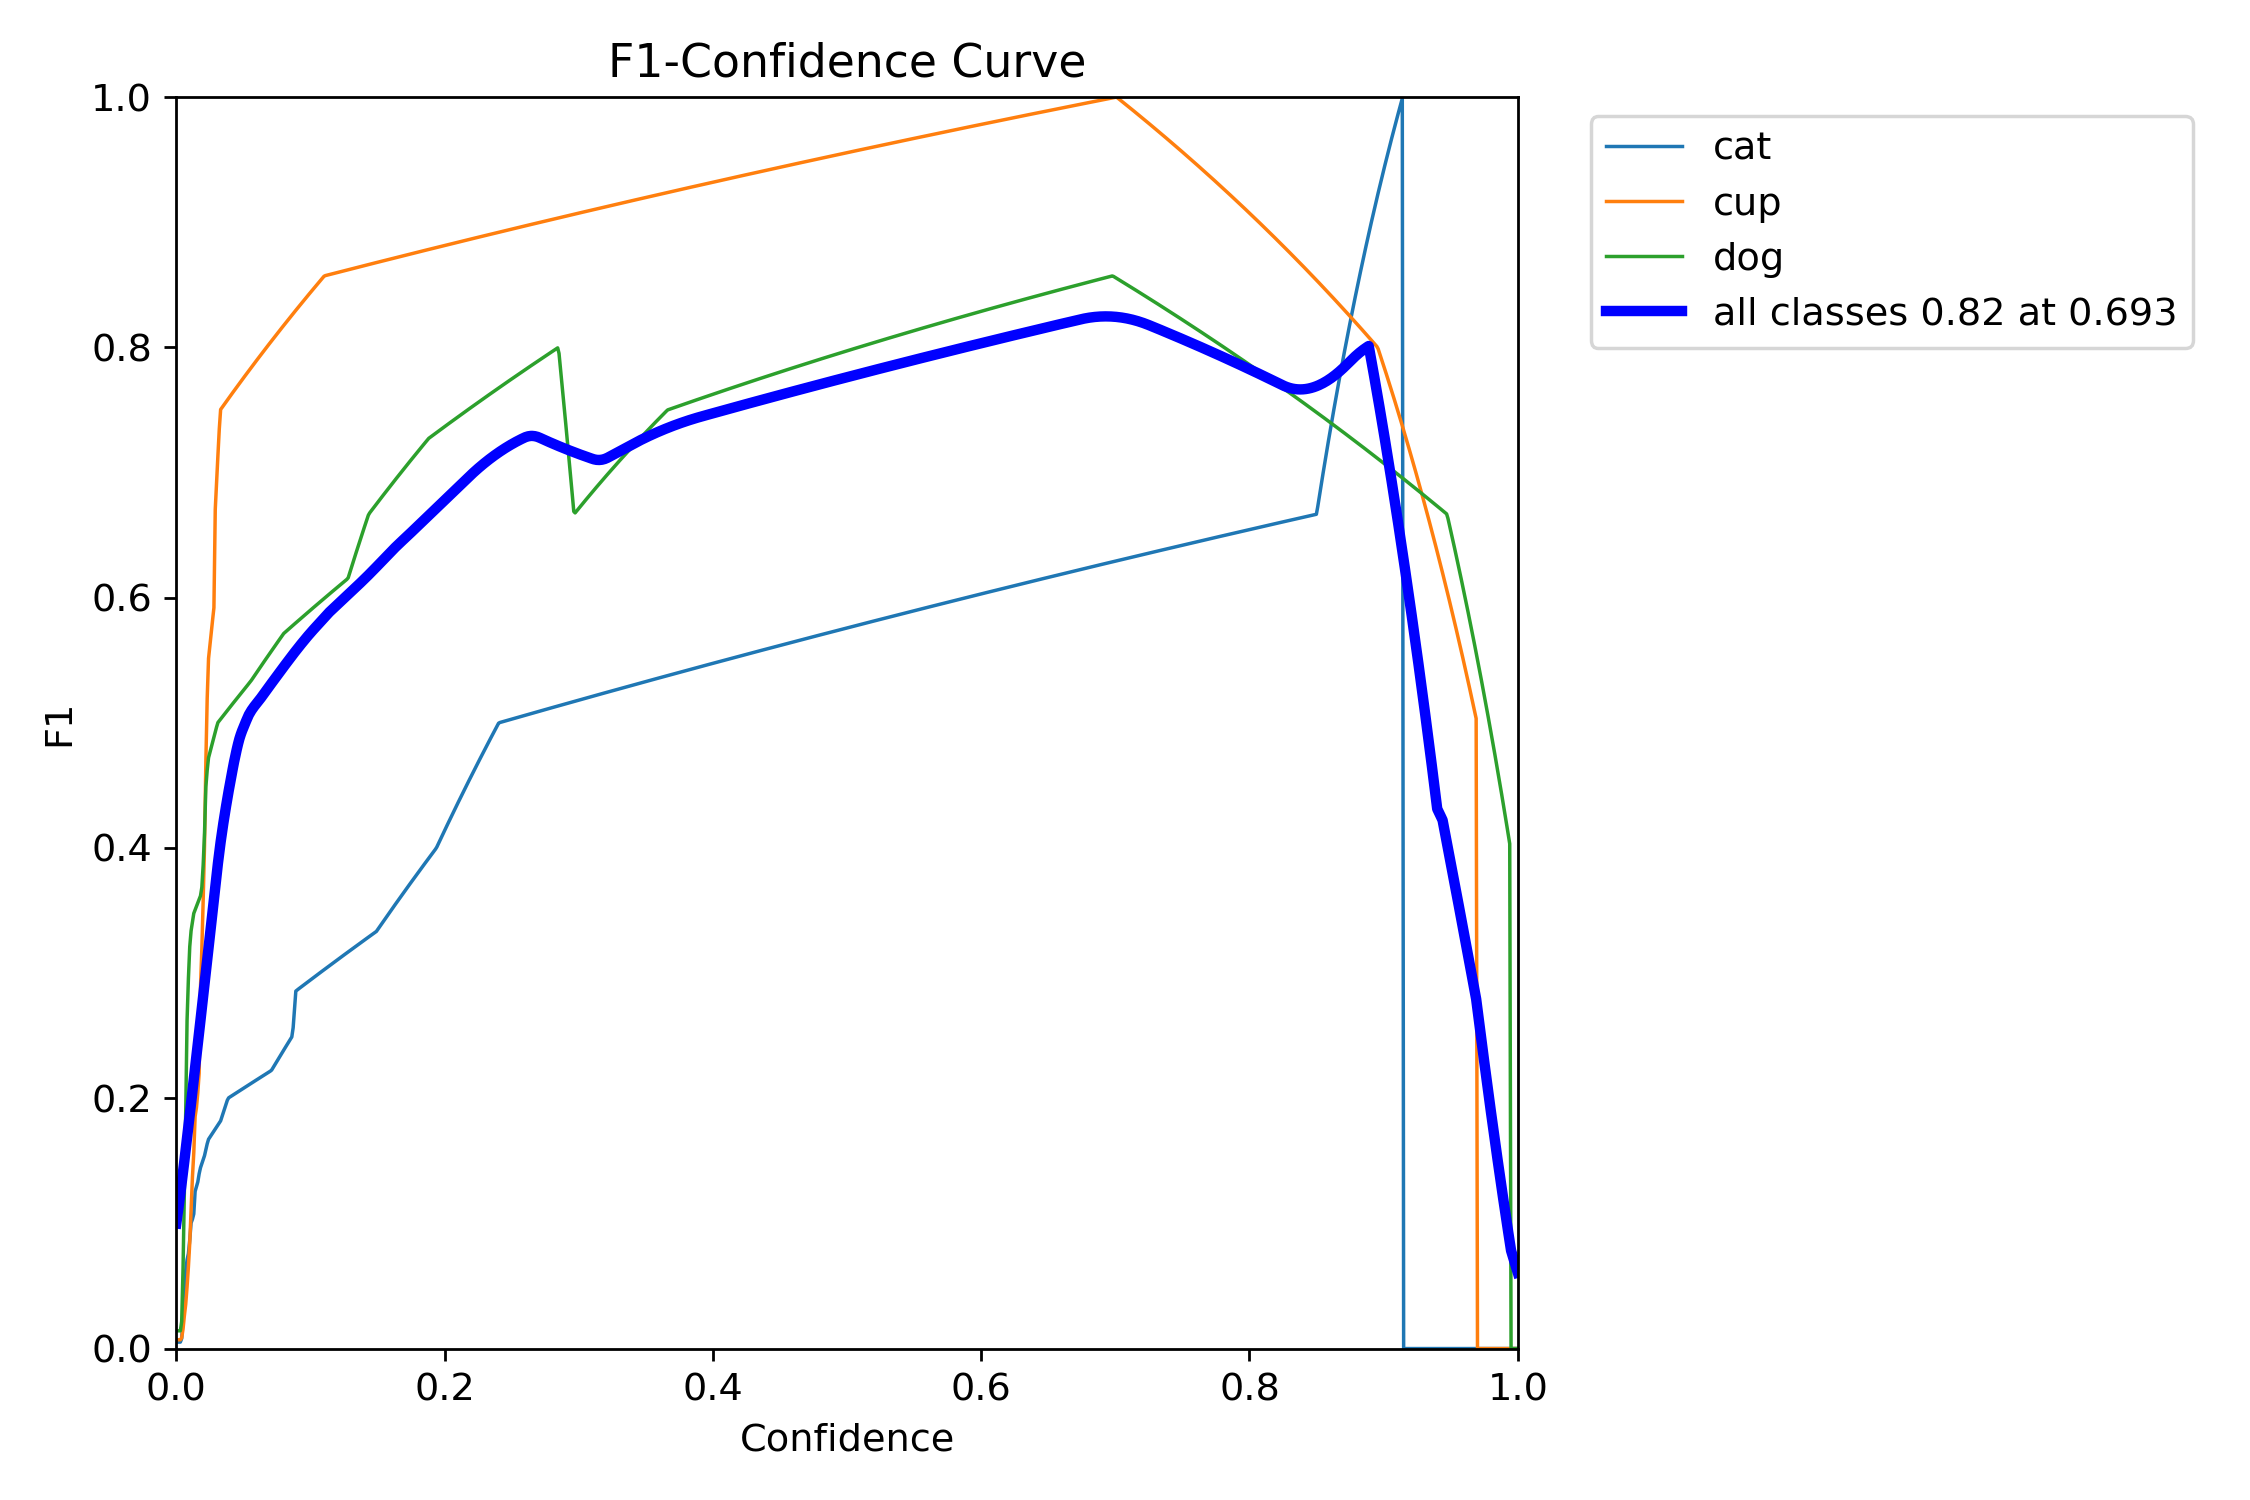 F1-Confidence Curve
1.0
0.8
0.6
0.4
0.2
0.0
F1
0.0 0.2 0.4 0.6 0.8 1.0
Confidence
cat
cup
dog
all classes 0.82 at 0.693